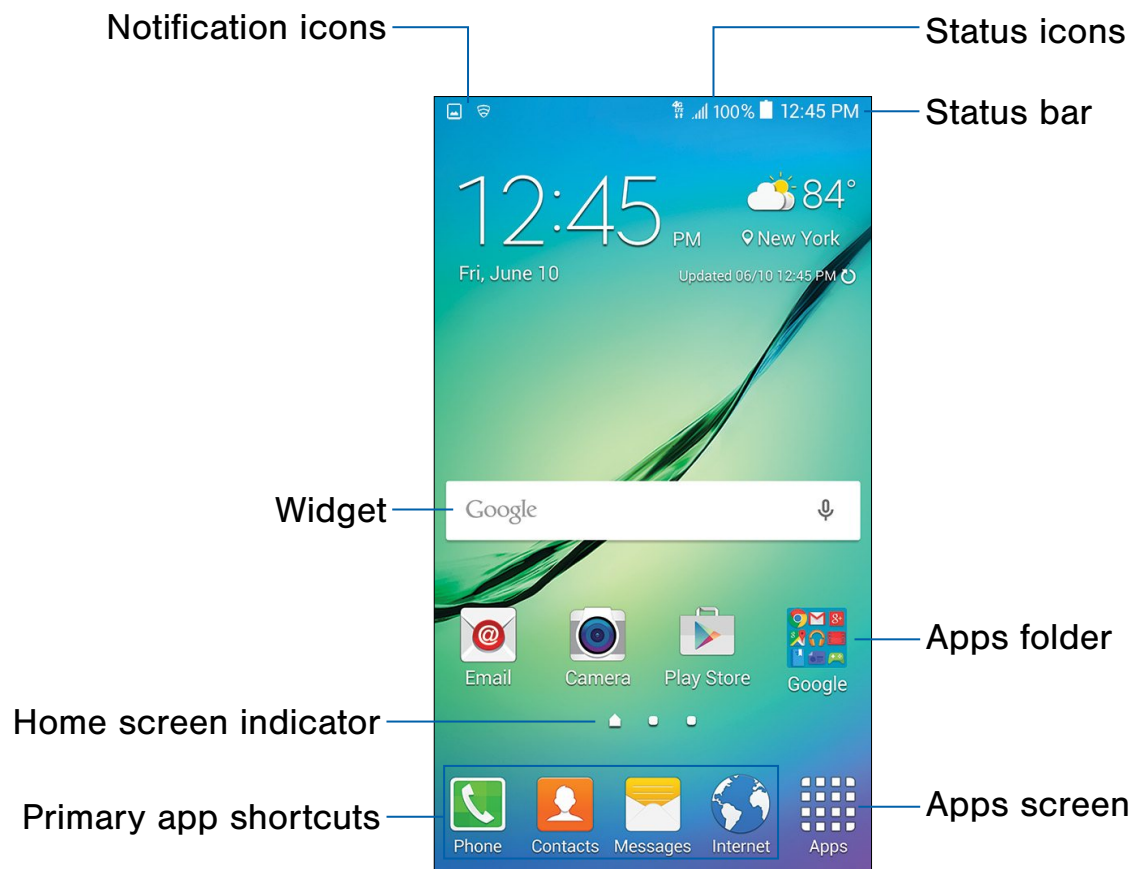 Notification icons
Status icons
4G LTE 100% 12:45 PM
Status bar
12:45 PM
84°
New York
Fri, June 10
Updated 06/10 12:45 PM
Widget
Google
Email
Camera
Play Store
Google
Apps folder
Home screen indicator
Primary app shortcuts
Phone
Contacts
Messages
Internet
Apps
Apps screen